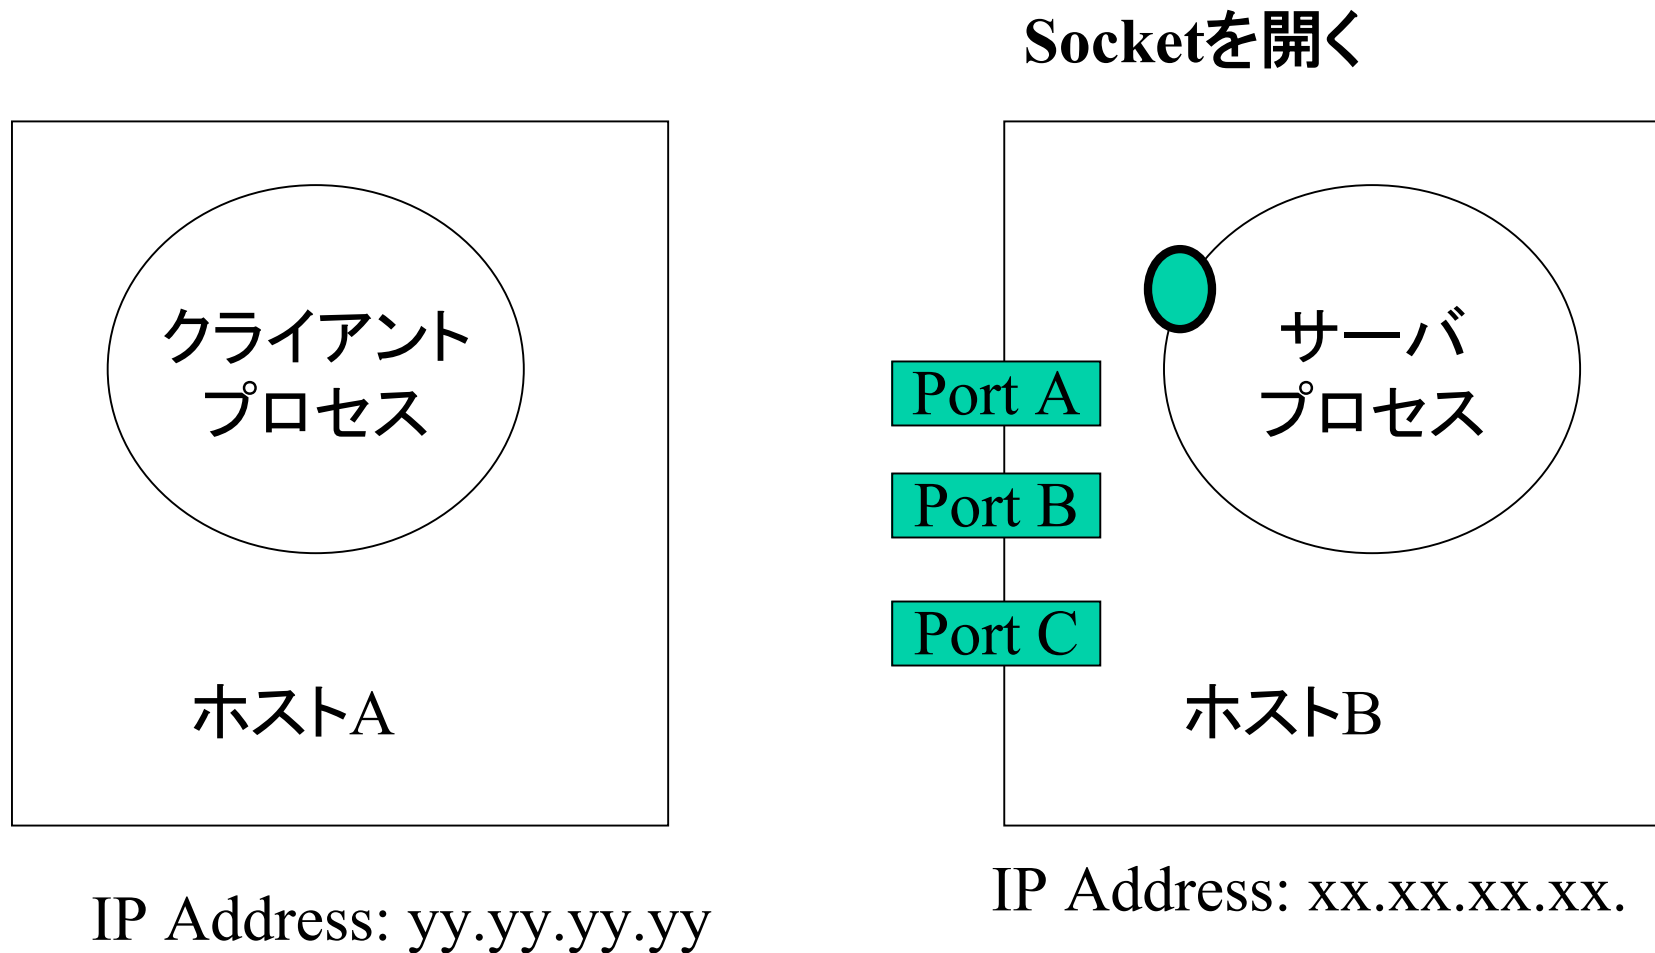 Socketを開く
クライアント
プロセス
ホストA
IP Address: yy.yy.yy.yy
サーバ
プロセス
Port A
Port B
Port C
ホストB
IP Address: xx.xx.xx.xx.